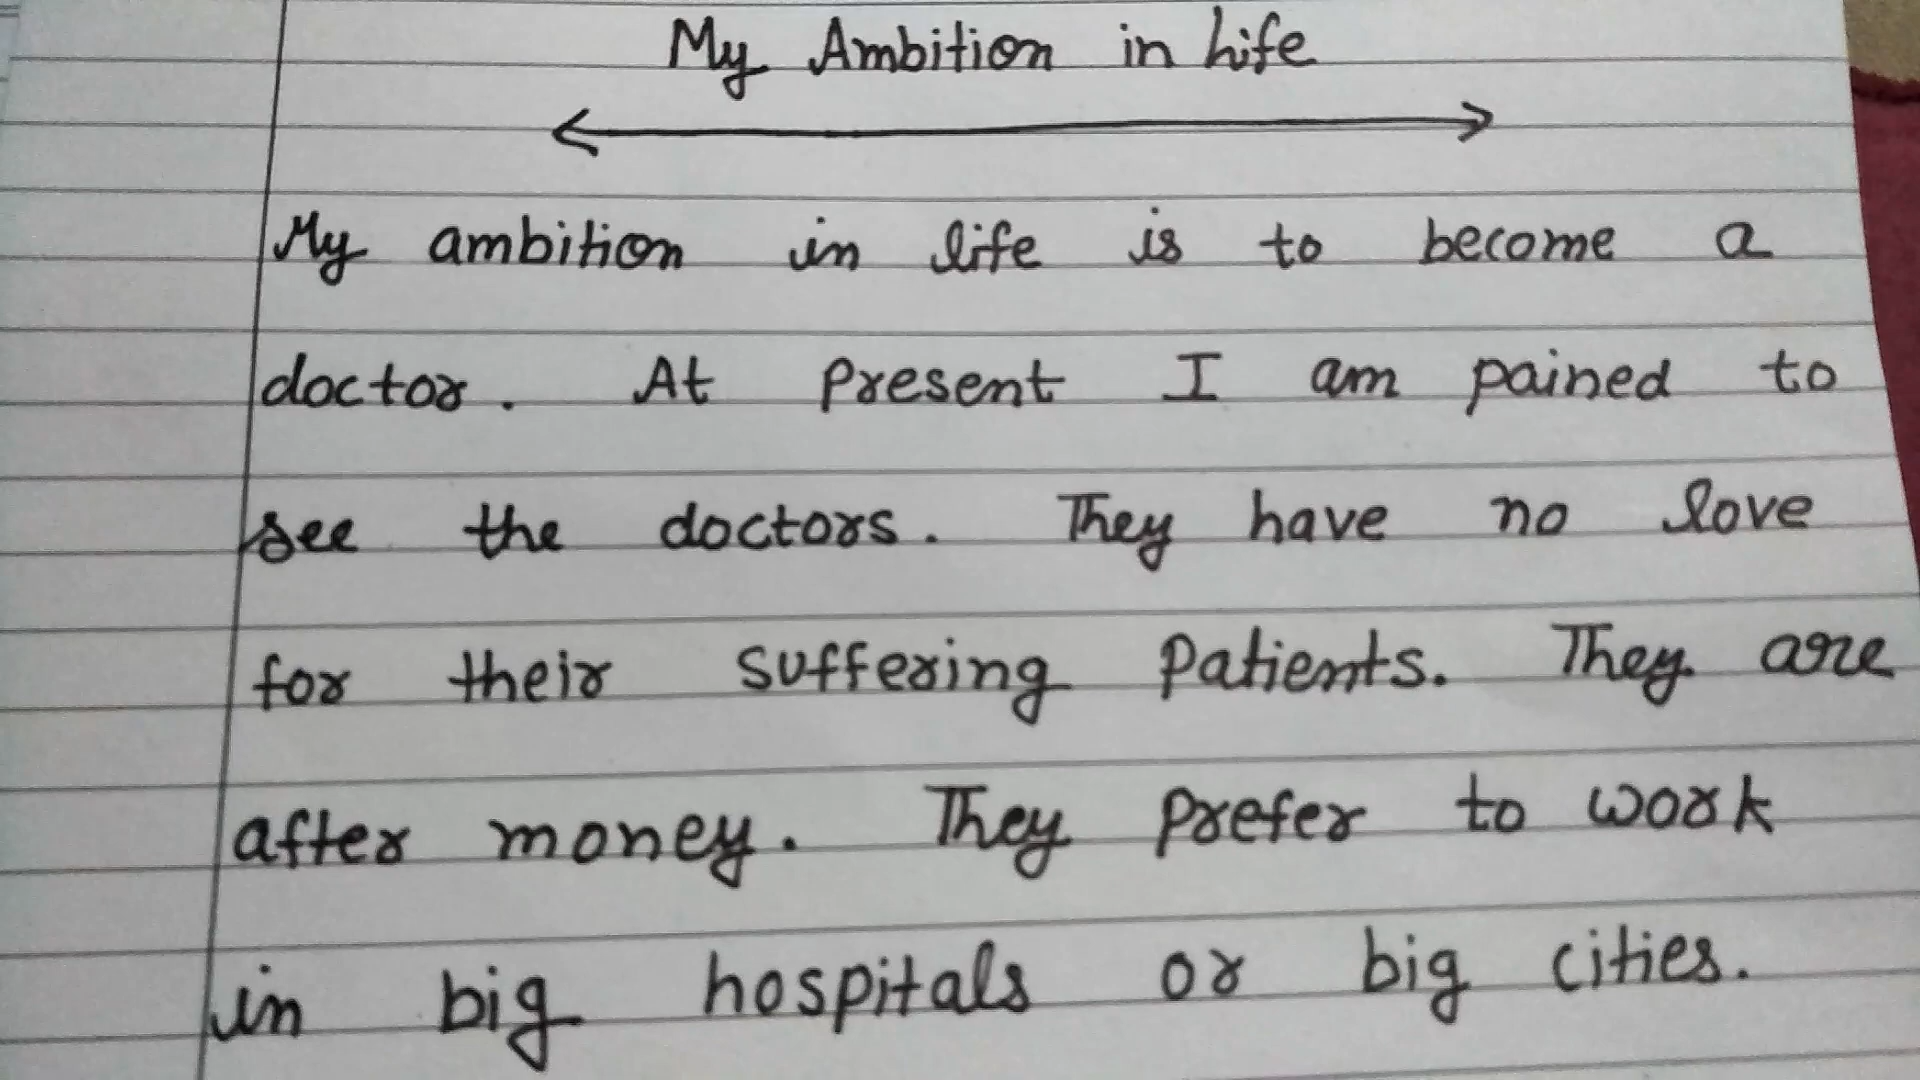 My Ambition in Life
My ambition in life is to become a
doctor. At present I am pained to
see the doctors. They have no love
for their suffering patients. They are
after money. They prefer to work
in big hospitals or big cities.